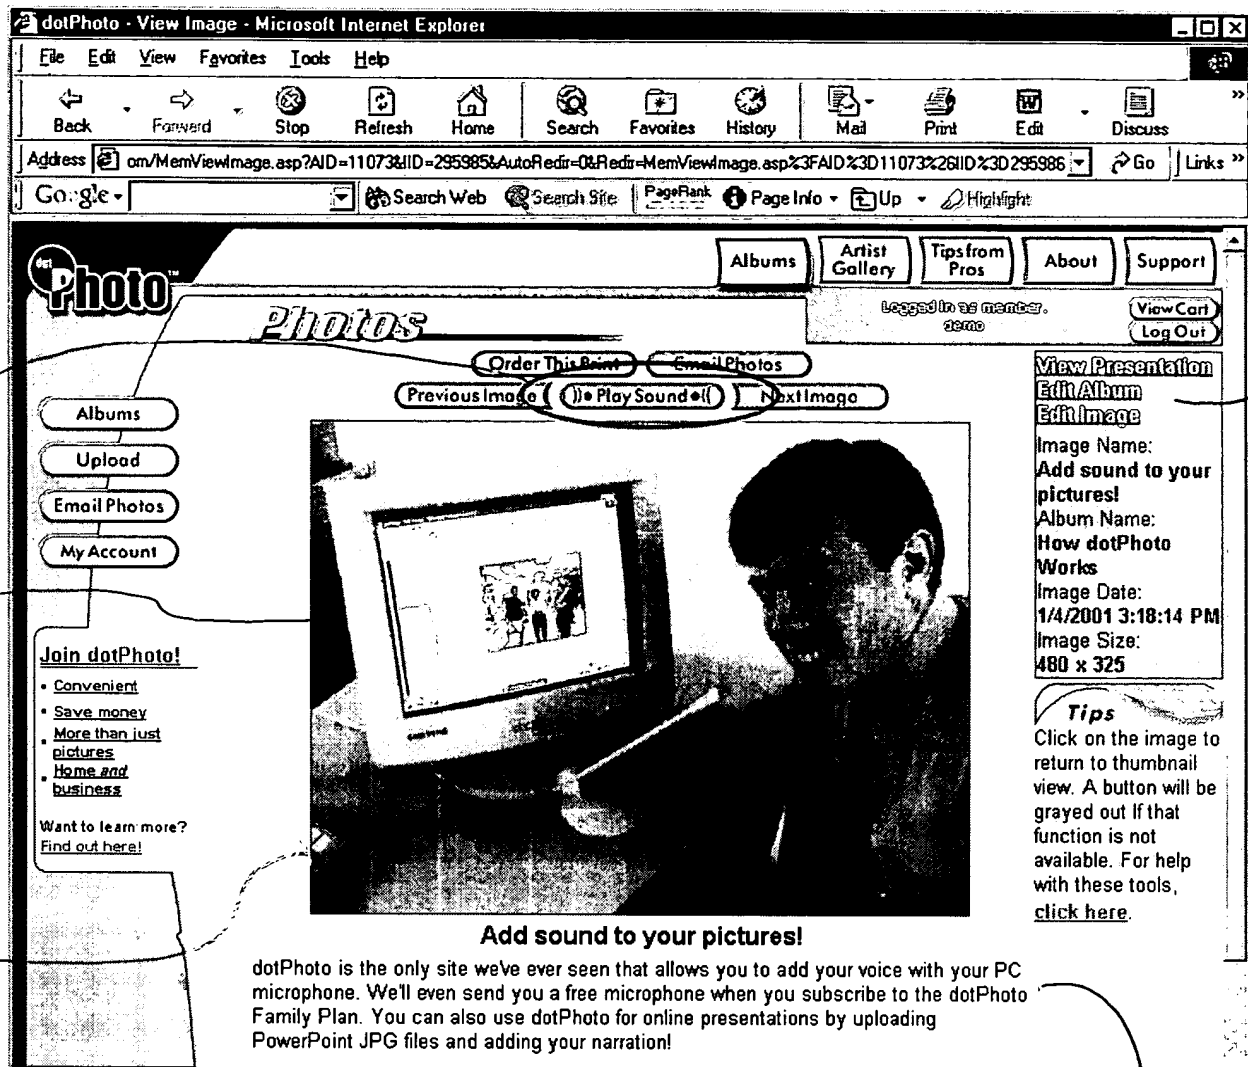 dotPhoto - View Image - Microsoft Internet Explorer
File Edit View Favorites Tools Help
Back Forward Stop Refresh Home Search Favorites History Mail Print Edit Discuss
Address om/MemViewImage.asp?AID=11073&IID=295985&AutoRedir=0&Redir=MemViewImage.asp%3FAID%3D11073%26IID%3D295986 Go Links
Google Search Web Search Site PageRank Page Info Up Highlight
dotPhoto™
Albums
Artist Gallery
Tips from Pros
About
Support
Logged in as member.
demo
View Cart
Log Out
Photos
Order This Print Email Photos
Previous Image Play Sound Next Image
Albums
Upload
Email Photos
My Account
Join dotPhoto!
• Convenient
• Save money
• More than just
pictures
• Home and
business
Want to learn more?
Find out here!
View Presentation
Edit Album
Edit Image
Image Name:
Add sound to your
pictures!
Album Name:
How dotPhoto
Works
Image Date:
1/4/2001 3:18:14 PM
Image Size:
480 x 325
Tips
Click on the image to
return to thumbnail
view. A button will be
grayed out If that
function is not
available. For help
with these tools,
click here.
Add sound to your pictures!
dotPhoto is the only site we've ever seen that allows you to add your voice with your PC
microphone. We'll even send you a free microphone when you subscribe to the dotPhoto
Family Plan. You can also use dotPhoto for online presentations by uploading
PowerPoint JPG files and adding your narration!